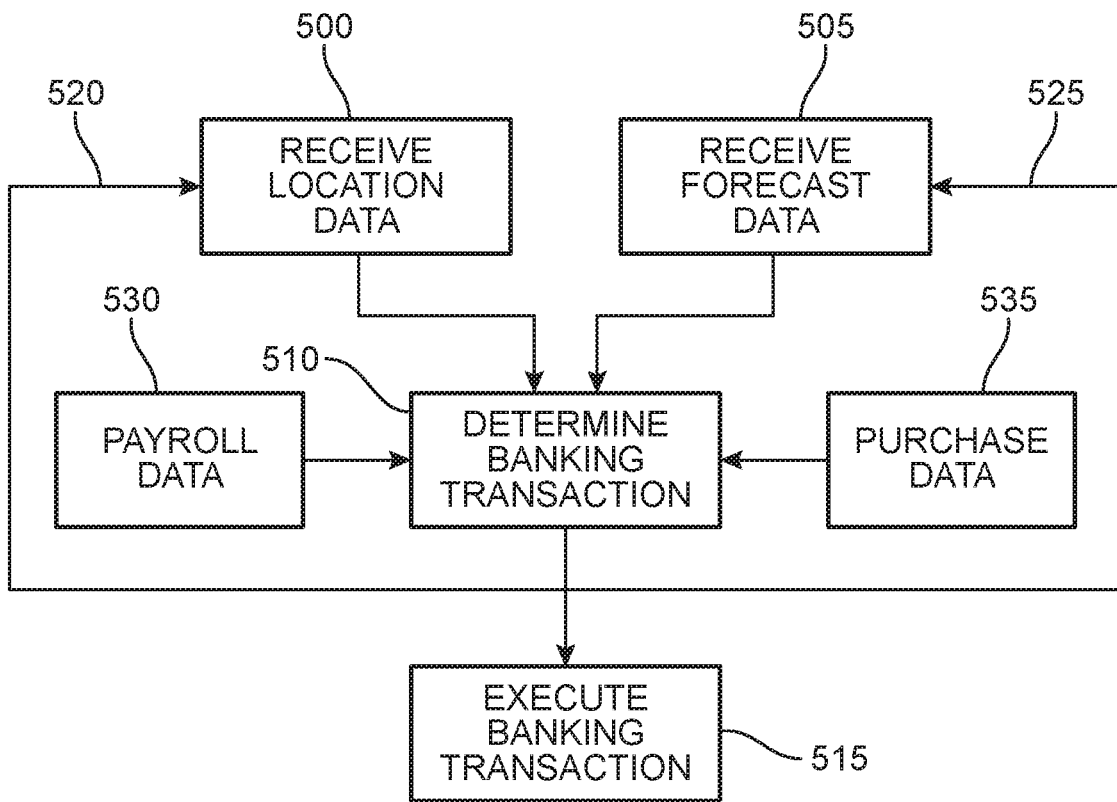 500
505
520
525
RECEIVE
LOCATION
DATA
RECEIVE
FORECAST
DATA
530
535
510
PAYROLL
DATA
DETERMINE
BANKING
TRANSACTION
PURCHASE
DATA
EXECUTE
BANKING
TRANSACTION
515